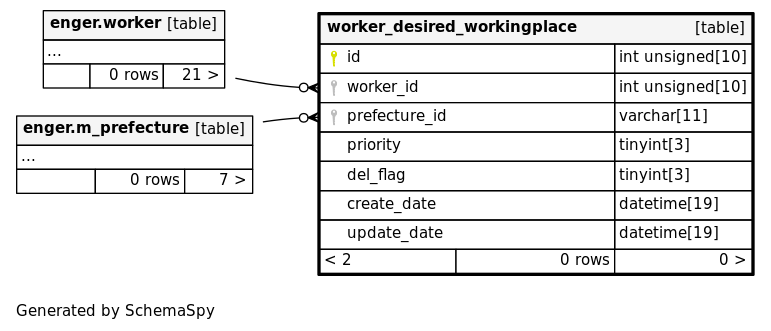 enger.worker [table]
...
0 rows 21 >
enger.m_prefecture [table]
...
0 rows 7 >
worker_desired_workingplace [table]
id int unsigned[10]
worker_id int unsigned[10]
prefecture_id varchar[11]
priority tinyint[3]
del_flag tinyint[3]
create_date datetime[19]
update_date datetime[19]
< 2 0 rows 0 >
Generated by SchemaSpy